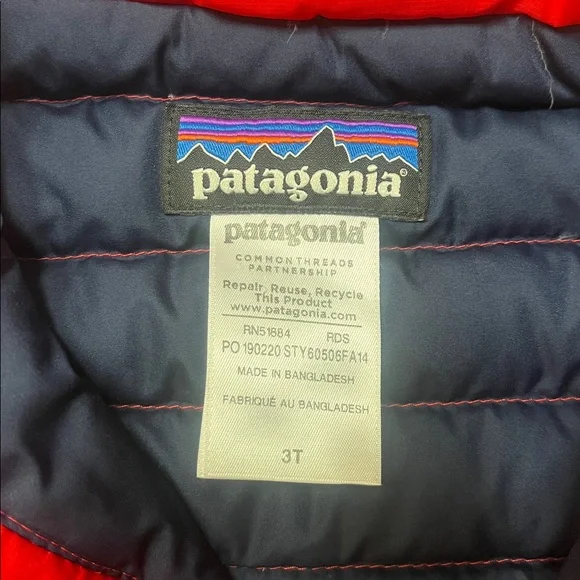 patagonia®
patagonia®
COMMONTHREADS
PARTNERSHIP
Repair, Reuse, Recycle
This Product
www.patagonia.com
RN51884 RDS
PO 190220 STY60506FA14
MADE IN BANGLADESH
FABRIQUÉ AU BANGLADESH
3T